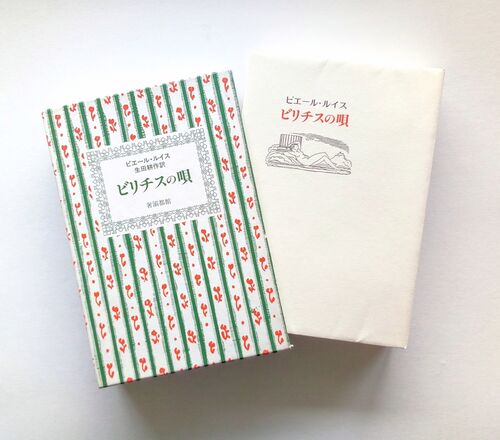 ピエール・ルイス
生田耕作訳
ビリチスの唄
奢灞都館
ピエール・ルイス
ビリチスの唄